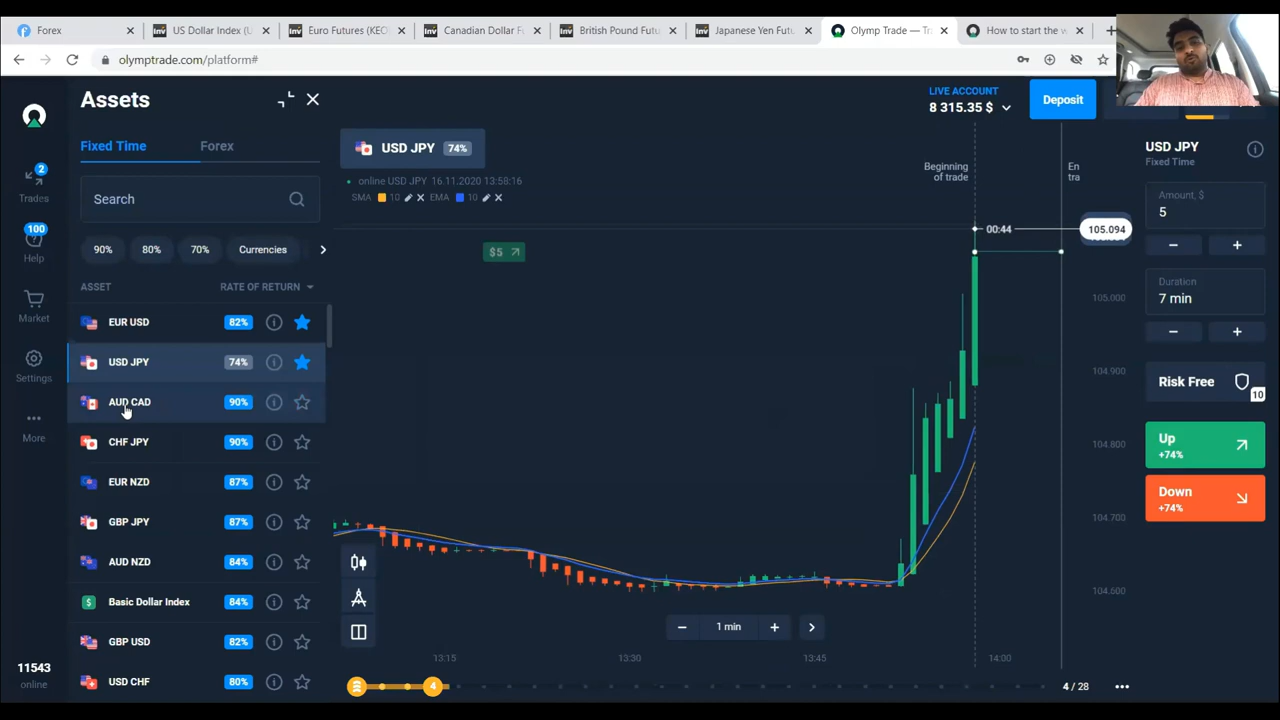 Forex
US Dollar Index (U
Euro Futures (KEO
Canadian Dollar F
British Pound Futu
Japanese Yen Futu
Olymp Trade — Tr
How to start the w
olymptrade.com/platform#
Assets
LIVE ACCOUNT
8 315.35 $
Deposit
Fixed Time
Forex
USD JPY 74%
Beginning
of trade
En
tra
USD JPY
Fixed Time
online USD JPY 16.11.2020 13:58:16
SMA 10 EMA 10
2
Trades
Search
Amount, $
5
100
Help
90%
80%
70%
Currencies
$5
00:44
105.094
ASSET
RATE OF RETURN
Duration
7 min
Market
EUR USD 82%
USD JPY 74%
AUD CAD 90%
CHF JPY 90%
EUR NZD 87%
GBP JPY 87%
AUD NZD 84%
Basic Dollar Index 84%
GBP USD 82%
USD CHF 80%
Settings
More
11543
online
105,000
104,900
104,800
104,700
104,600
Risk Free
10
Up
+74%
Down
+74%
1 min
13:15
13:30
13:45
14:00
4
4 / 28